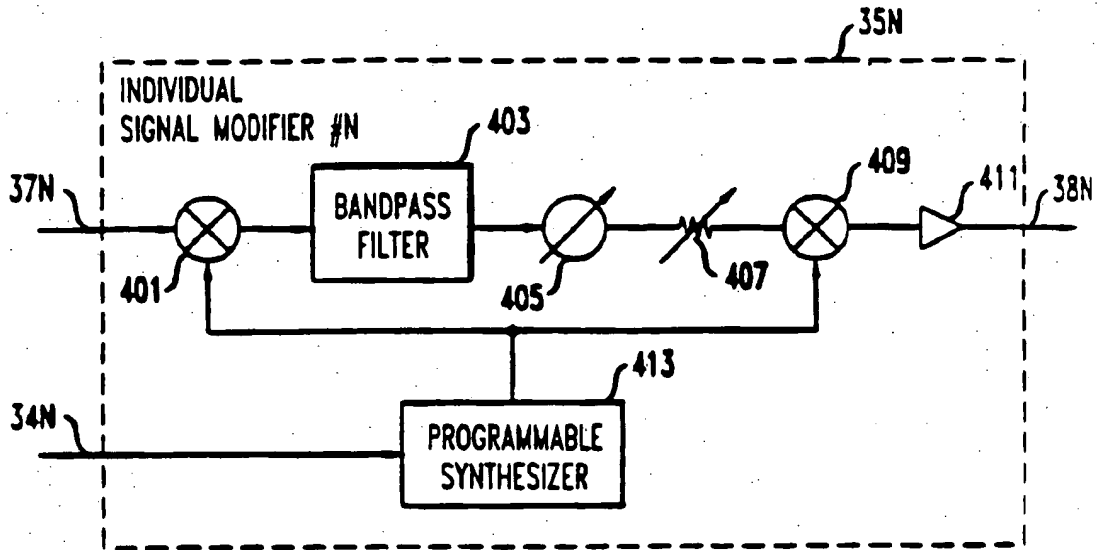 35N
INDIVIDUAL
SIGNAL MODIFIER #N
403
37N
BANDPASS
FILTER
409
411
38N
401
405
407
413
34N
PROGRAMMABLE
SYNTHESIZER